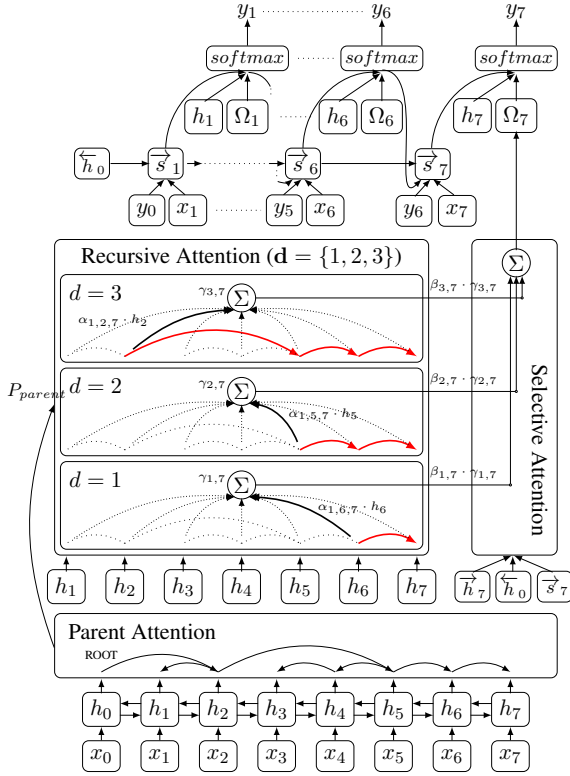 y₁ y₆ y₇
softmax softmax softmax
h₁ Ω₁ h₆ Ω₆ h₇ Ω₇
←h₀ →s₁ →s₆ →s₇
y₀ x₁ y₅ x₆ y₆ x₇
Recursive Attention (d = {1, 2, 3})
Σ
d = 3 γ₃,₇ Σ β₃,₇ · γ₃,₇
α₁,₂,₇ · h₂
P_parent
d = 2 γ₂,₇ Σ β₂,₇ · γ₂,₇
α₁,₅,₇ · h₅
Selective Attention
d = 1 γ₁,₇ Σ β₁,₇ · γ₁,₇
α₁,₆,₇ · h₆
h₁ h₂ h₃ h₄ h₅ h₆ h₇ →h₇ ←h₀ →s₇
Parent Attention
ROOT
h₀ h₁ h₂ h₃ h₄ h₅ h₆ h₇
x₀ x₁ x₂ x₃ x₄ x₅ x₆ x₇